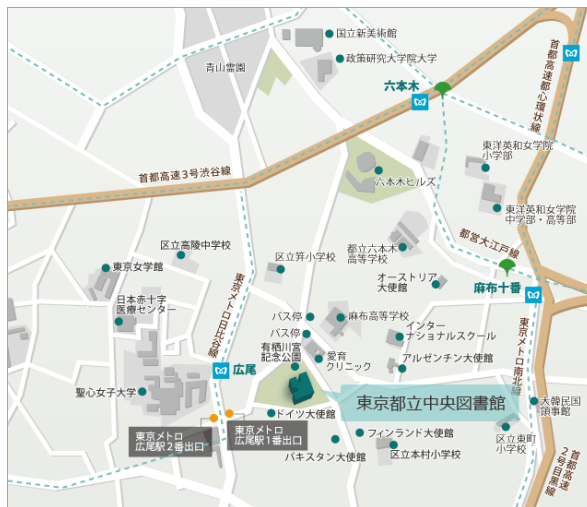 国立新美術館
政策研究大学院大学
青山霊園
六本木
首都高速都心環状線
首都高速3号渋谷線
六本木ヒルズ
東洋英和女学院
小学部
東洋英和女学院
中学部・高等部
都営大江戸線
区立高陵中学校
東京女学館
区立笄小学校
都立六本木
高等学校
オーストリア
大使館
麻布十番
日本赤十字
医療センター
東京メトロ日比谷線
バス停
バス停
麻布高等学校
インター
ナショナルスクール
東京メトロ南北線
有栖川宮
記念公園
愛育
クリニック
アルゼンチン大使館
広尾
聖心女子大学
東京都立中央図書館
大韓民国
領事館
ドイツ大使館
東京メトロ
広尾駅2番出口
東京メトロ
広尾駅1番出口
フィンランド大使館
パキスタン大使館
区立本村小学校
区立東町
小学校
首都高速
2号目黒線